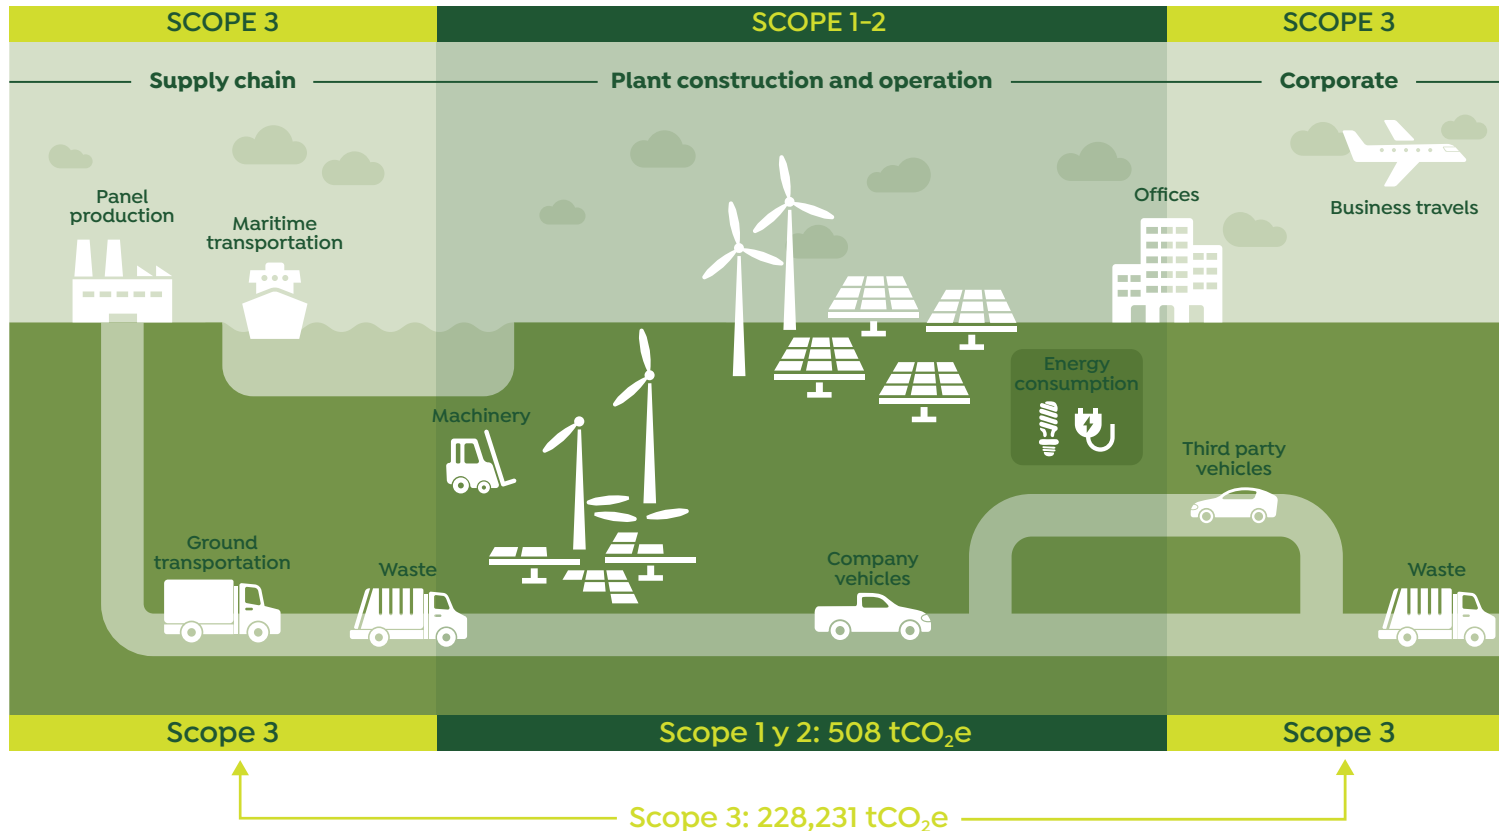 SCOPE 3
SCOPE 1-2
SCOPE 3
Supply chain
Plant construction and operation
Corporate
Panel
production
Maritime
transportation
Offices
Business travels
Machinery
Energy
consumption
Third party
vehicles
Ground
transportation
Waste
Company
vehicles
Waste
Scope 3
Scope 1 y 2: 508 tCO₂e
Scope 3
Scope 3: 228,231 tCO₂e